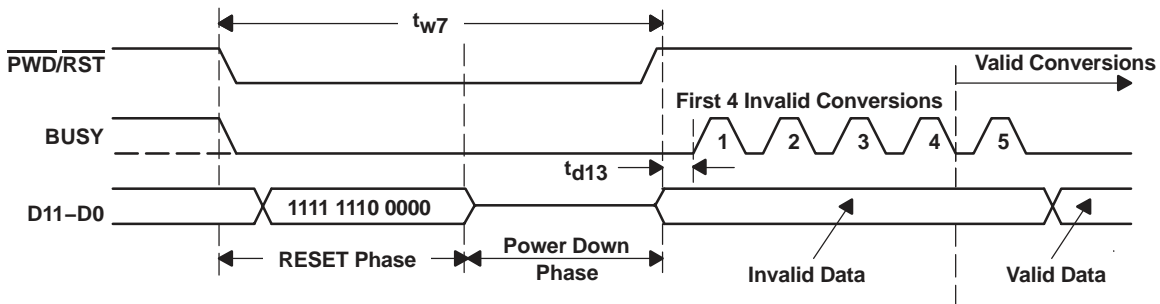 tw7
PWD/RST
Valid Conversions
First 4 Invalid Conversions
BUSY
1 2 3 4 5
td13
D11–D0
1111 1110 0000
RESET Phase
Power Down
Phase
Invalid Data
Valid Data